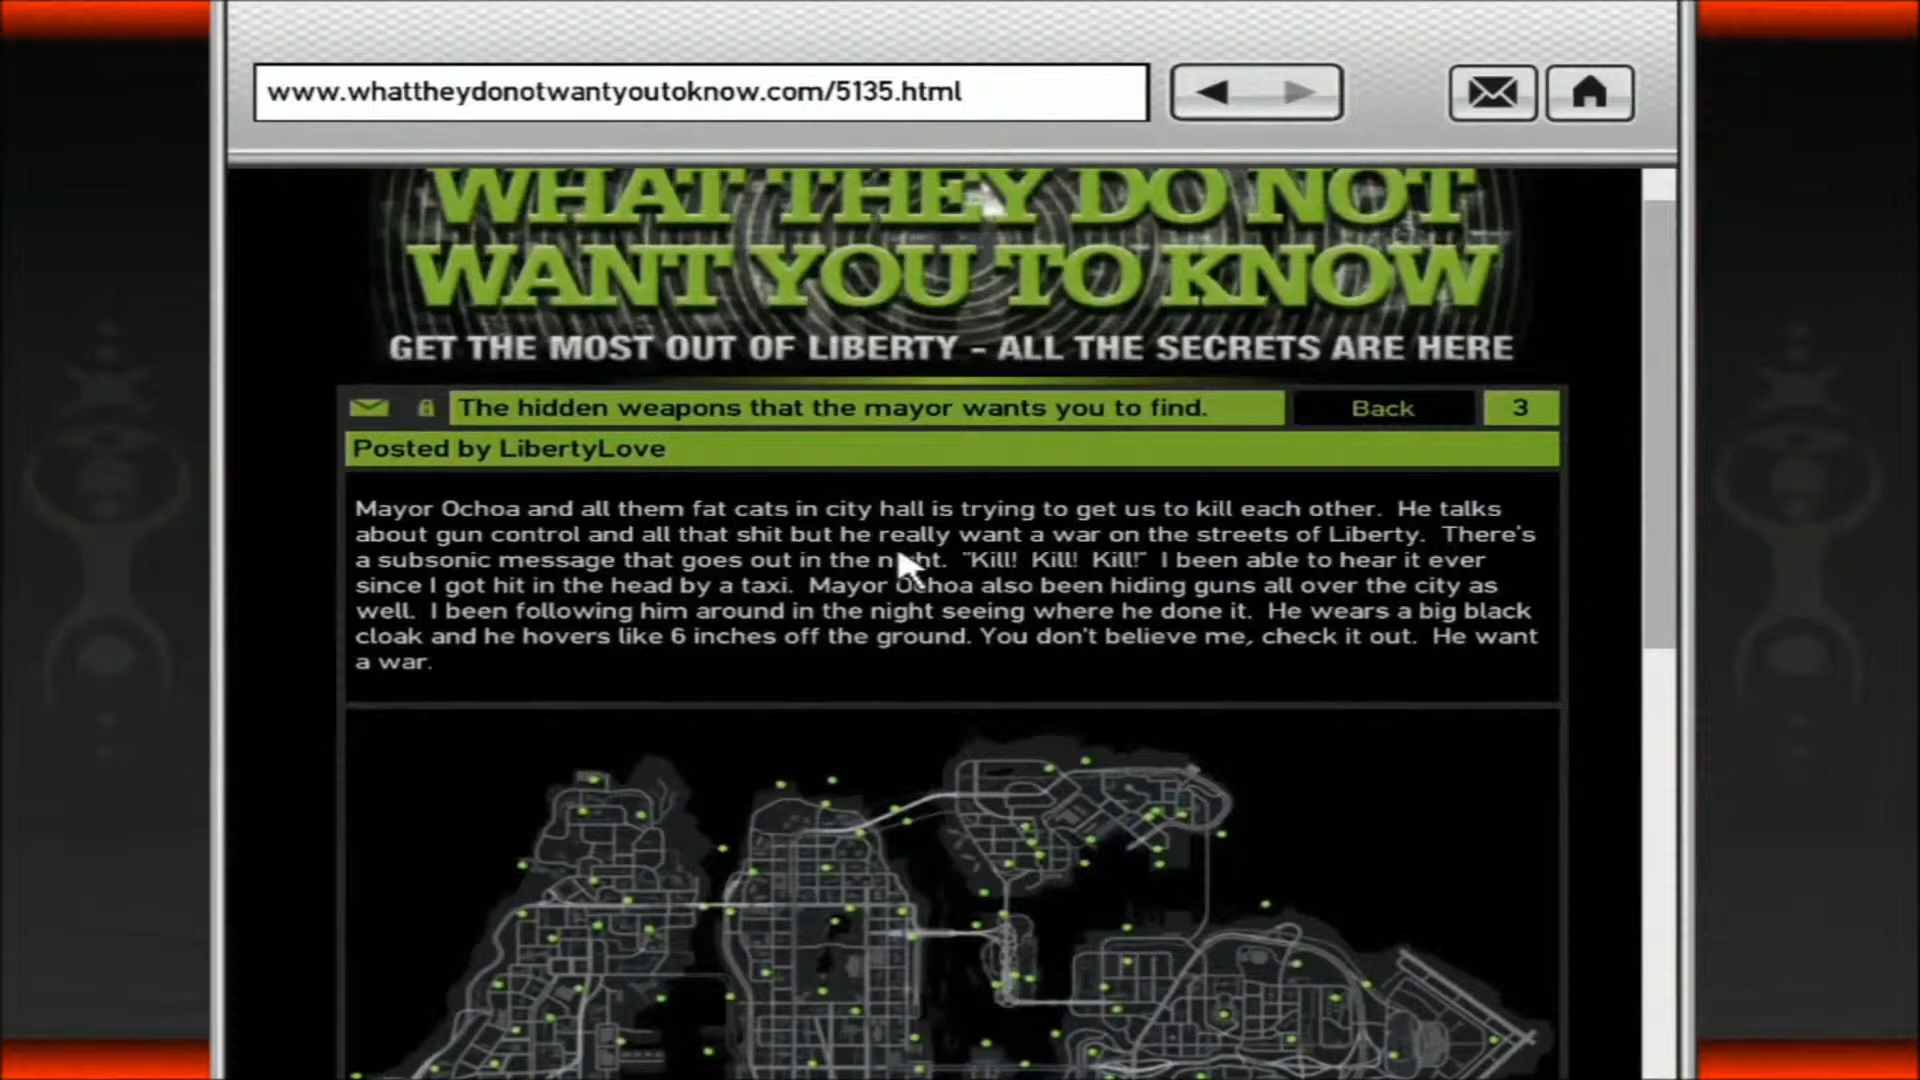 www.whattheydonotwantyoutoknow.com/5135.html
WHAT THEY DO NOT
WANT YOU TO KNOW
GET THE MOST OUT OF LIBERTY - ALL THE SECRETS ARE HERE
The hidden weapons that the mayor wants you to find.
Back
3
Posted by LibertyLove
Mayor Ochoa and all them fat cats in city hall is trying to get us to kill each other. He talks
about gun control and all that shit but he really want a war on the streets of Liberty. There's
a subsonic message that goes out in the night. "Kill! Kill! Kill!" I been able to hear it ever
since I got hit in the head by a taxi. Mayor Ochoa also been hiding guns all over the city as
well. I been following him around in the night seeing where he done it. He wears a big black
cloak and he hovers like 6 inches off the ground. You don't believe me, check it out. He want
a war.